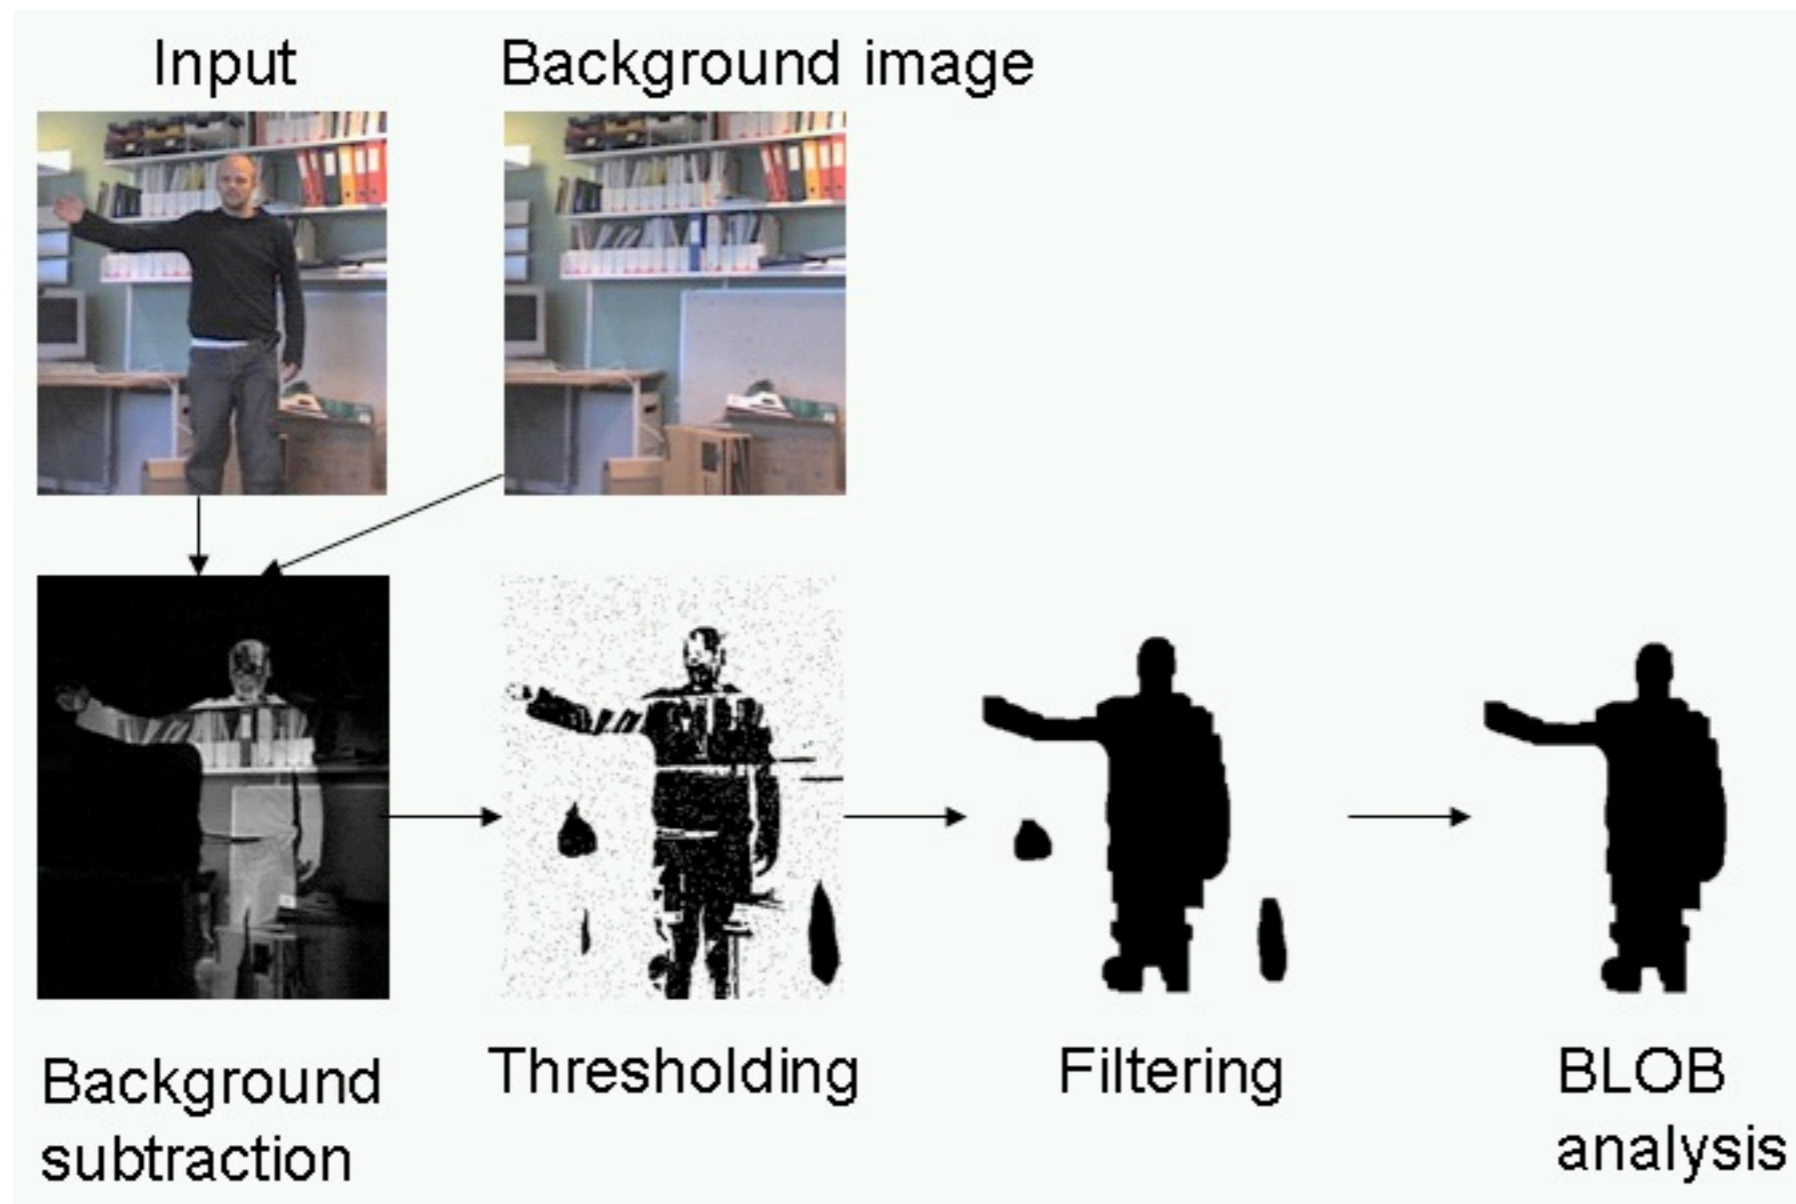 Input
Background image
Background
subtraction
Thresholding
Filtering
BLOB
analysis